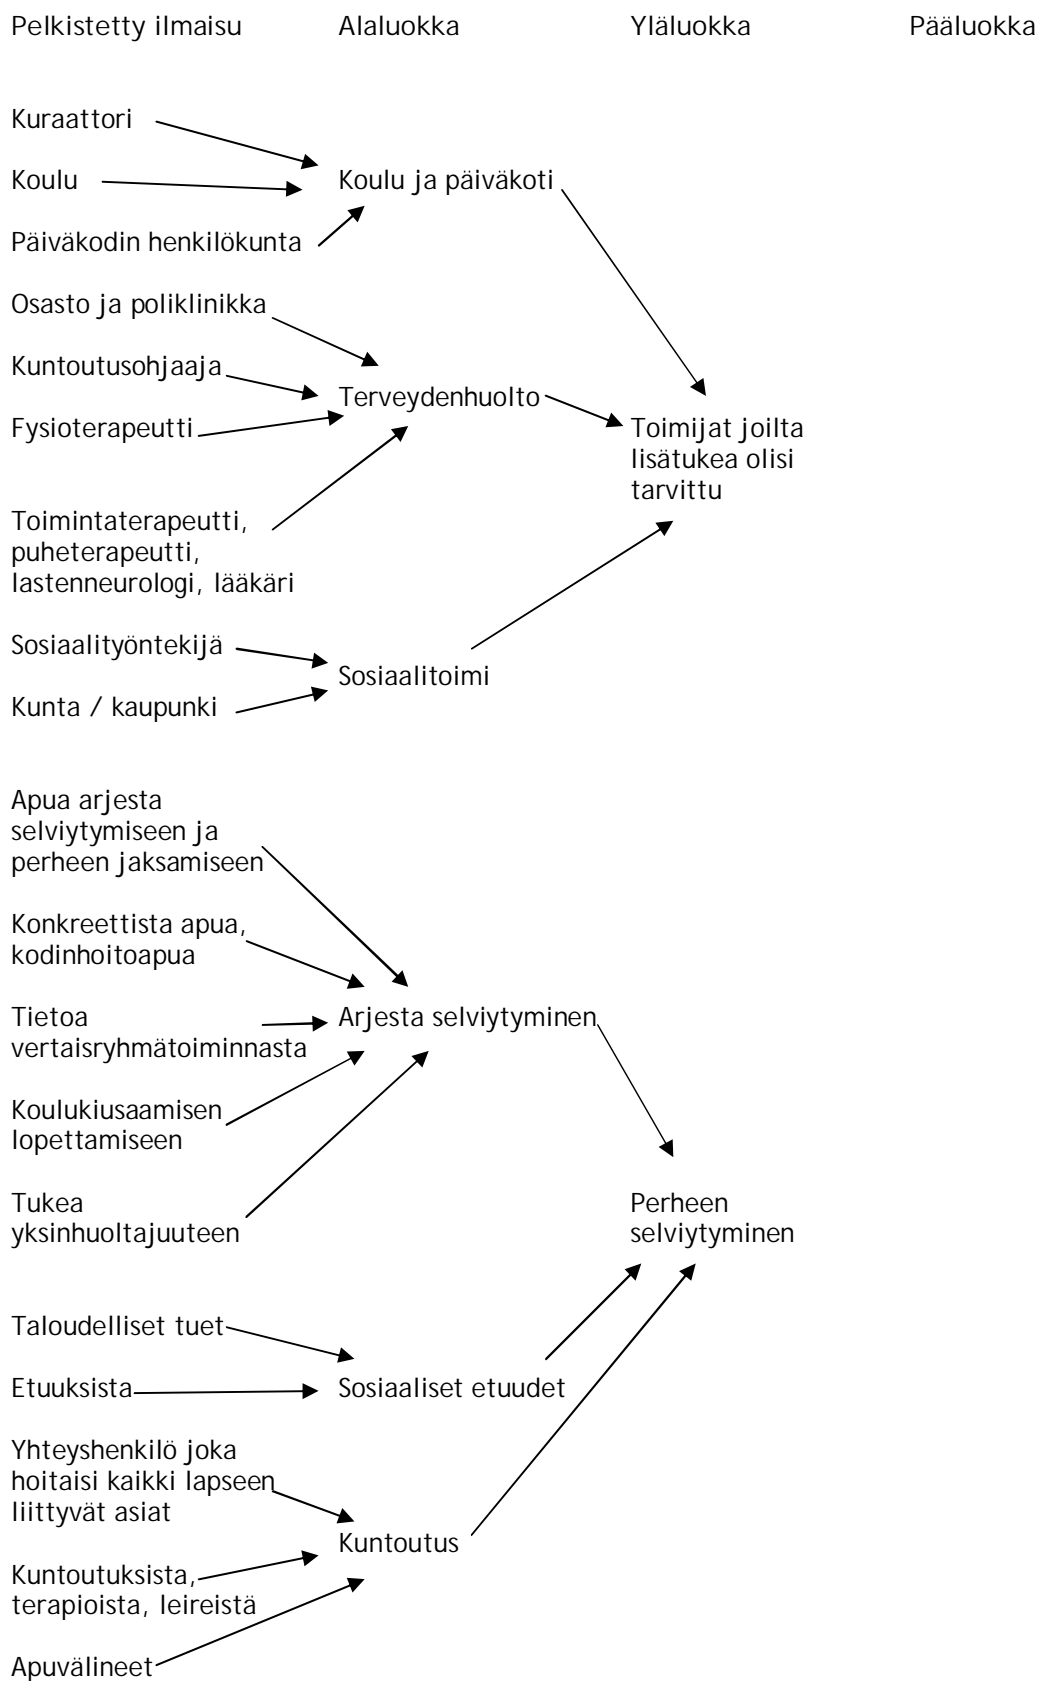 Pelkistetty ilmaisu Alaluokka Yläluokka Pääluokka
Kuraattori
Koulu
Koulu ja päiväkoti
Päiväkodin henkilökunta
Osasto ja poliklinikka
Kuntoutusohjaaja
Terveydenhuolto
Fysioterapeutti
Toimijat joilta
lisätukea olisi
tarvittu
Toimintaterapeutti,
puheterapeutti,
lastenneurologi, lääkäri
Sosiaalityöntekijä
Sosiaalitoimi
Kunta / kaupunki
Apua arjesta
selviytymiseen ja
perheen jaksamiseen
Konkreettista apua,
kodinhoitoapua
Tietoa
vertaisryhmätoiminnasta
Arjesta selviytyminen
Koulukiusaamisen
lopettamiseen
Tukea
yksinhuoltajuuteen
Perheen
selviytyminen
Taloudelliset tuet
Etuuksista
Sosiaaliset etuudet
Yhteyshenkilö joka
hoitaisi kaikki lapseen
liittyvät asiat
Kuntoutus
Kuntoutuksista,
terapioista, leireistä
Apuvälineet